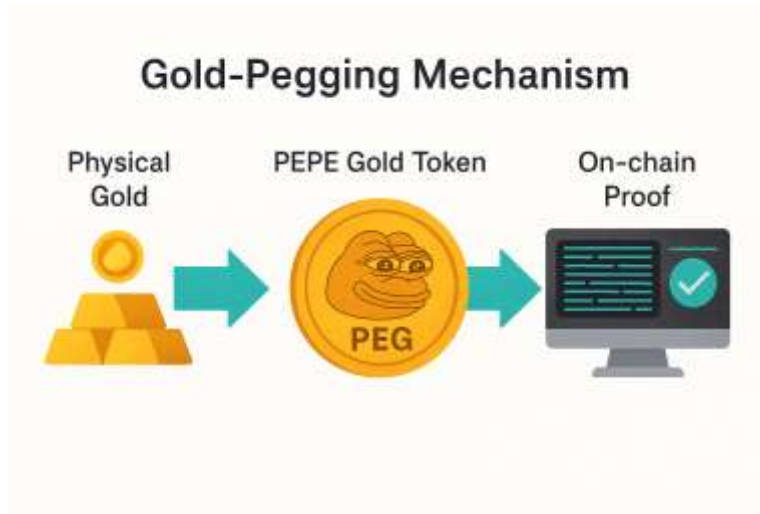 Gold-Pegging Mechanism
Physical
Gold
PEPE Gold Token
On-chain
Proof
PEG